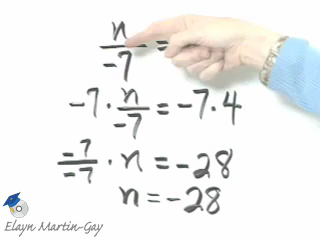 n/-7 =
-7 · n/-7 = -7 · 4
-7/-7 · n = -28
n = -28
Elayn Martin-Gay